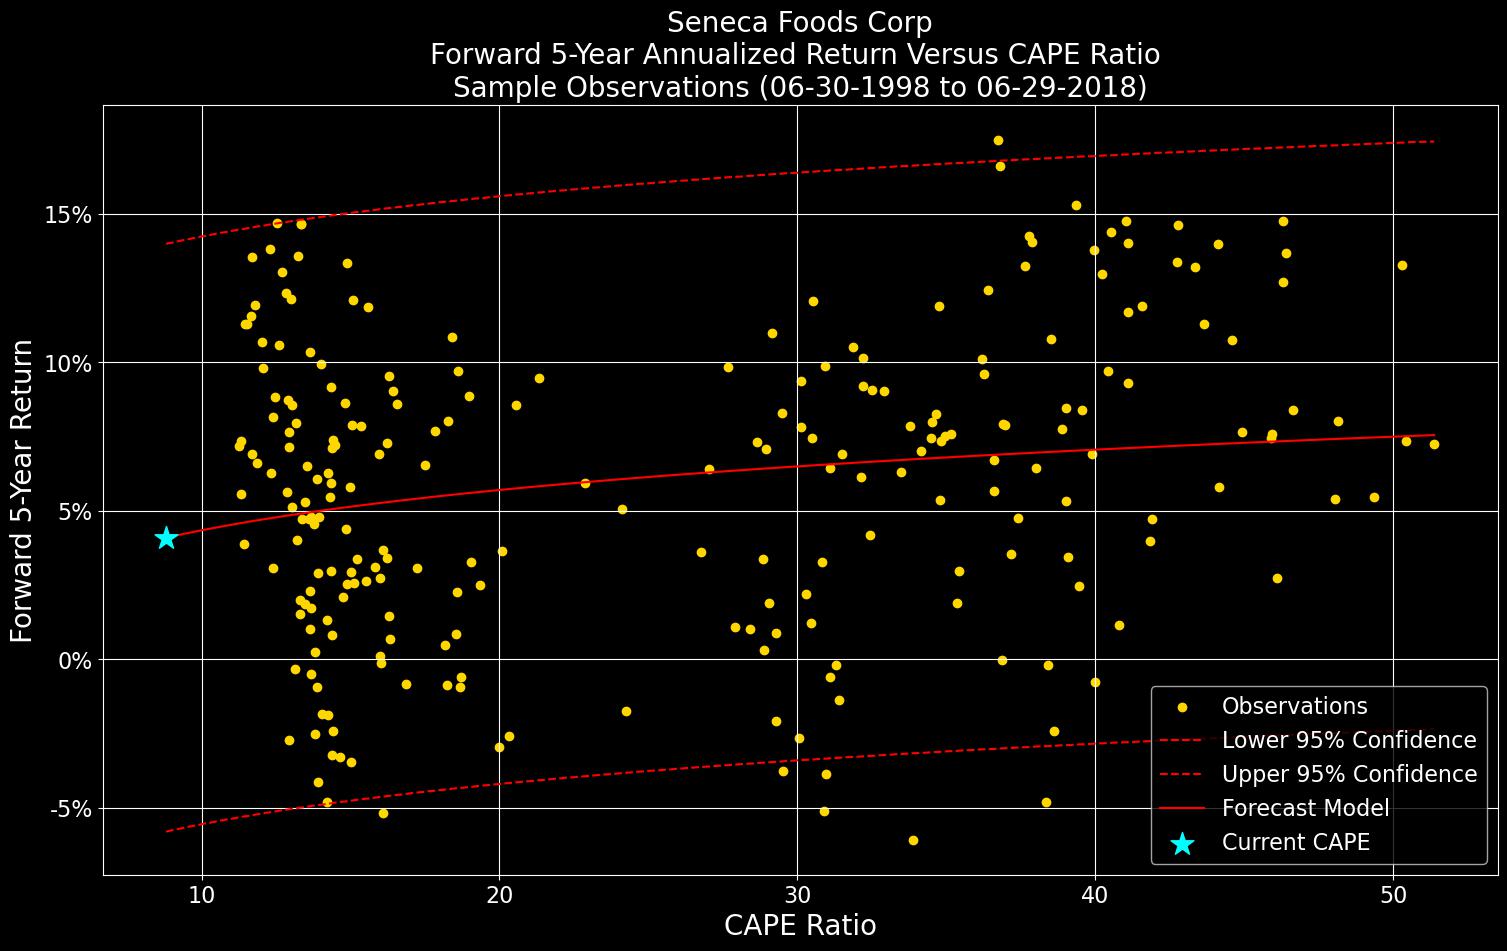 Seneca Foods Corp
Forward 5-Year Annualized Return Versus CAPE Ratio
Sample Observations (06-30-1998 to 06-29-2018)
Forward 5-Year Return
15%
10%
5%
0%
-5%
10 20 30 40 50
CAPE Ratio
Observations
Lower 95% Confidence
Upper 95% Confidence
Forecast Model
Current CAPE